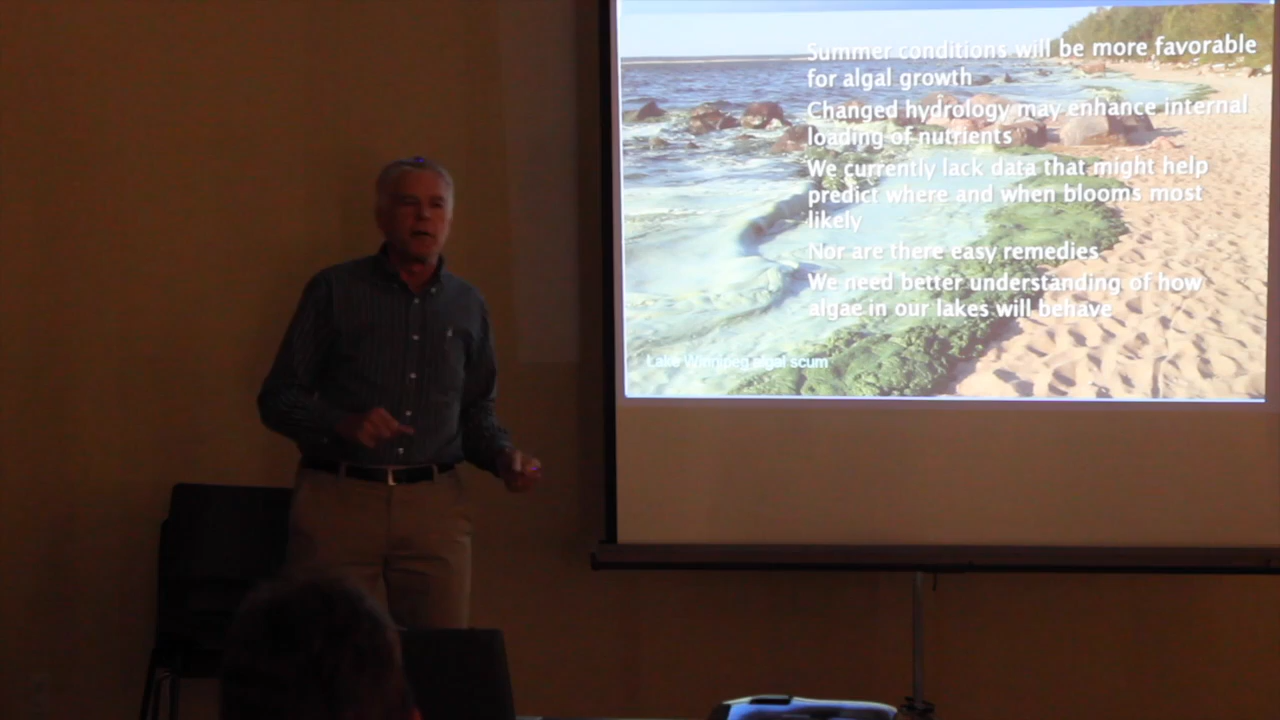 Summer conditions will be more favorable
for algal growth
Changed hydrology may enhance internal
loading of nutrients
We currently lack data that might help
predict where and when blooms most
likely
Nor are there easy remedies
We need better understanding of how
algae in our lakes will behave
Lake Winnipeg algal scum